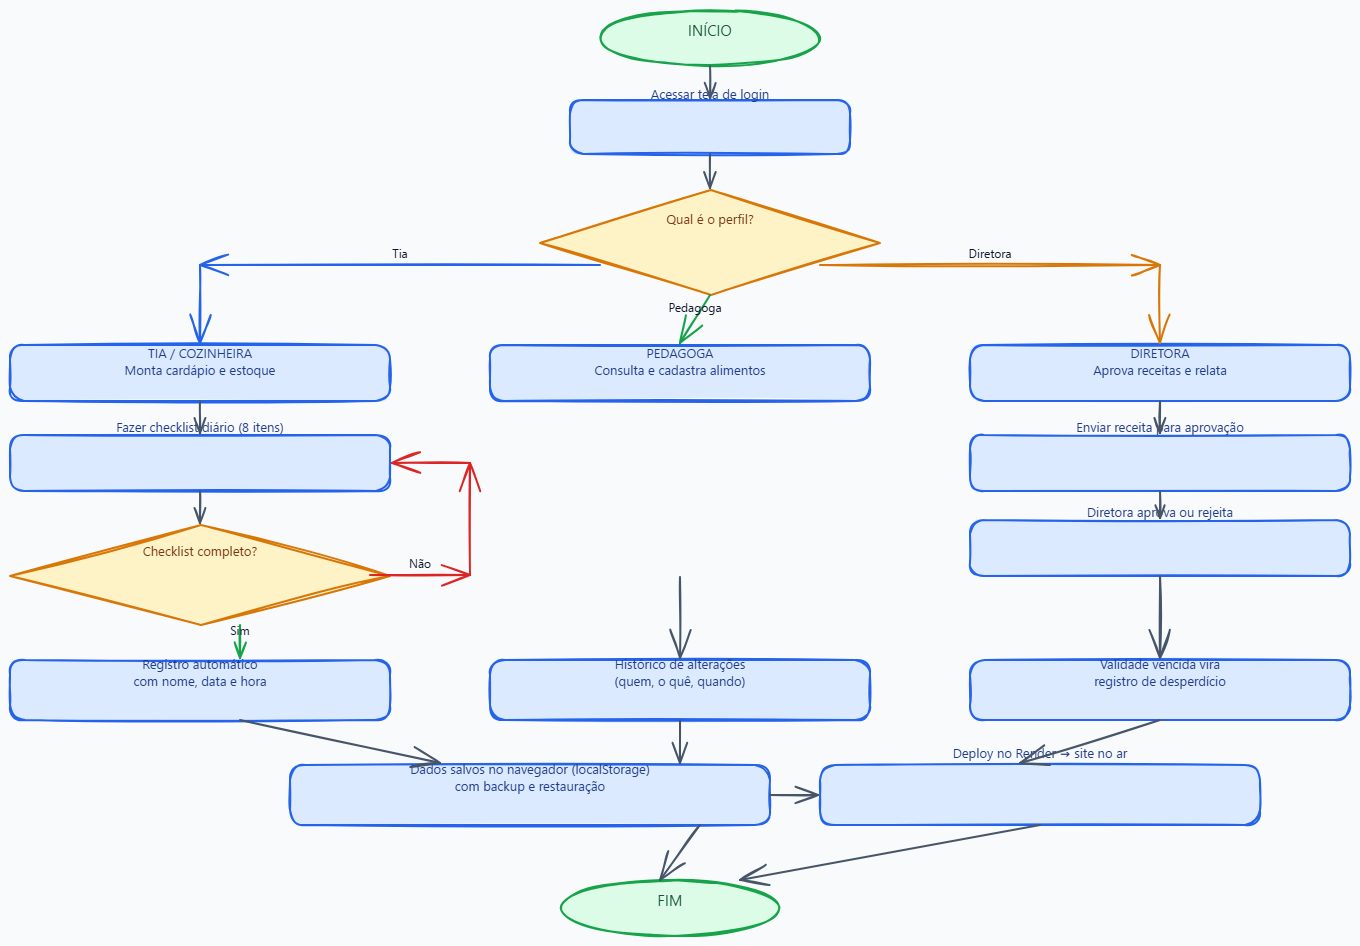 INÍCIO
Acessar tela de login
Qual é o perfil?
Tia
Diretora
Pedagoga
TIA / COZINHEIRA
Monta cardápio e estoque
PEDAGOGA
Consulta e cadastra alimentos
DIRETORA
Aprova receitas e relata
Fazer checklist diário (8 itens)
Enviar receita para aprovação
Diretora aprova ou rejeita
Checklist completo?
Não
Sim
Registro automático
com nome, data e hora
Histórico de alterações
(quem, o quê, quando)
Validade vencida vira
registro de desperdício
Deploy no Render → site no ar
Dados salvos no navegador (localStorage)
com backup e restauração
FIM